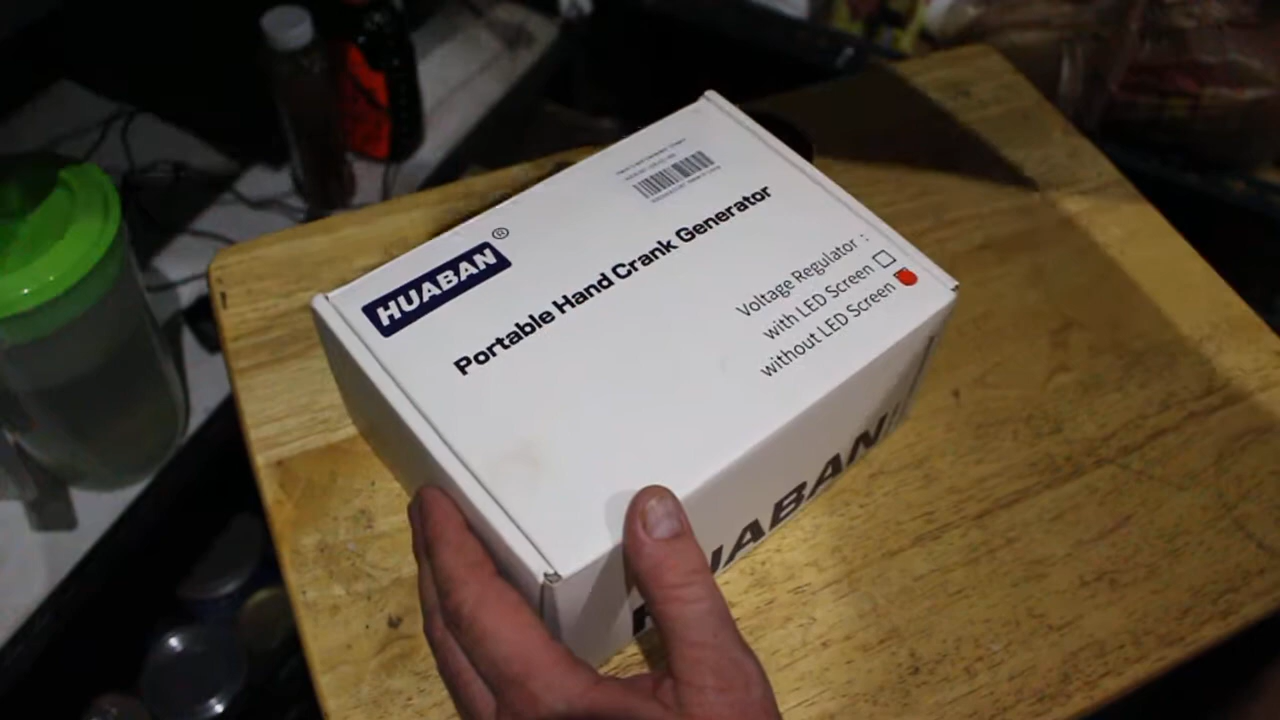 HUABAN®
Portable Hand Crank Generator
Voltage Regulator :
with LED Screen
without LED Screen
HUABAN